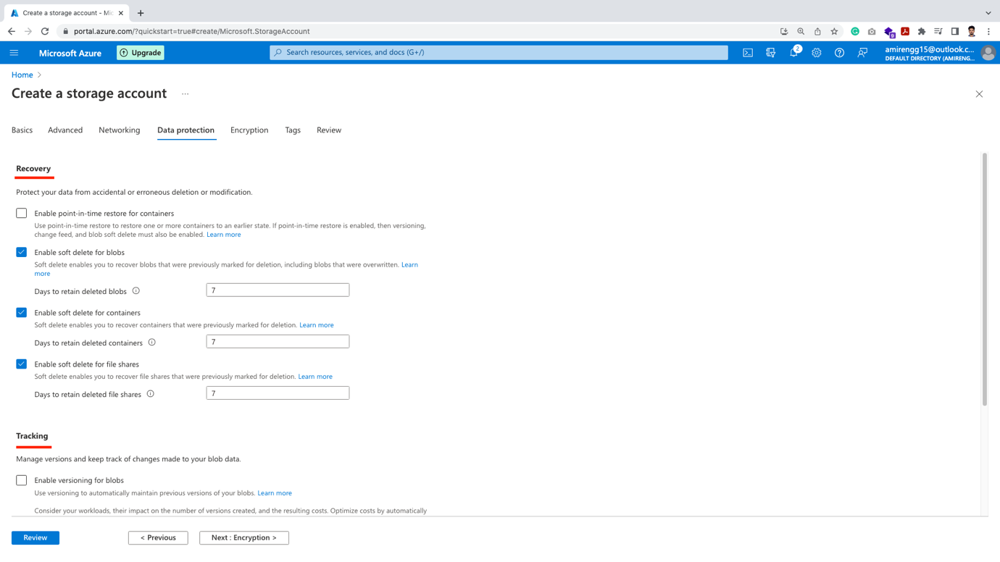 Create a storage account - Mic
portal.azure.com/?quickstart=true#create/Microsoft.StorageAccount
9
Microsoft Azure
Upgrade
Search resources, services, and docs (G+/)
2
amirengg15@outlook.c...
DEFAULT DIRECTORY (AMIRENG...
Home
Create a storage account
...
Basics Advanced Networking Data protection Encryption Tags Review
Recovery
Protect your data from accidental or erroneous deletion or modification.
Enable point-in-time restore for containers
Use point-in-time restore to restore one or more containers to an earlier state. If point-in-time restore is enabled, then versioning,
change feed, and blob soft delete must also be enabled. Learn more
Enable soft delete for blobs
Soft delete enables you to recover blobs that were previously marked for deletion, including blobs that were overwritten. Learn
more
Days to retain deleted blobs 7
Enable soft delete for containers
Soft delete enables you to recover containers that were previously marked for deletion. Learn more
Days to retain deleted containers 7
Enable soft delete for file shares
Soft delete enables you to recover file shares that were previously marked for deletion. Learn more
Days to retain deleted file shares 7
Tracking
Manage versions and keep track of changes made to your blob data.
Enable versioning for blobs
Use versioning to automatically maintain previous versions of your blobs. Learn more
Consider your workloads, their impact on the number of versions created, and the resulting costs. Optimize costs by automatically
Review < Previous Next : Encryption >